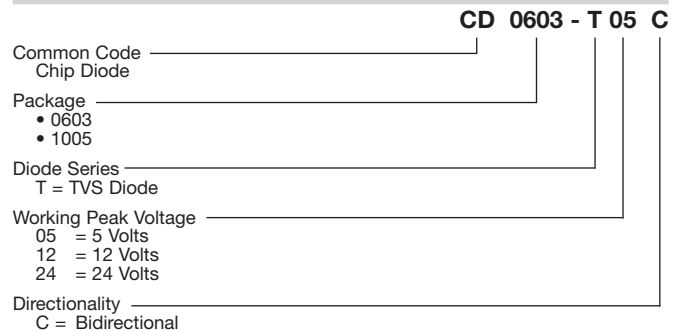 CD 0603 - T 05 C
Common Code
Chip Diode
Package
• 0603
• 1005
Diode Series
T = TVS Diode
Working Peak Voltage
05 = 5 Volts
12 = 12 Volts
24 = 24 Volts
Directionality
C = Bidirectional